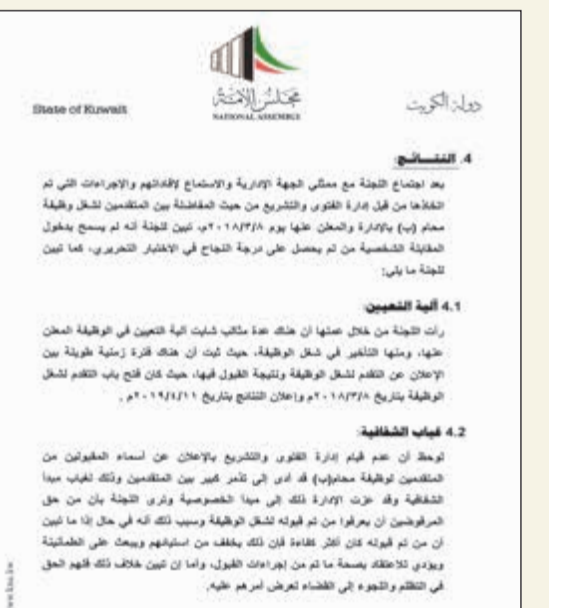 State of Kuwait
مجلس الأمة
NATIONAL ASSEMBLY
دولة الكويت
4. النتـــائـج:
بعد اجتماع اللجنة مع ممثلي الجهة الإدارية والاستماع لإفاداتهم والإجراءات التي تم
اتخاذها من قبل إدارة الفتوى والتشريع من حيث المفاضلة بين المتقدمين لشغل وظيفة
محام (ب) بالإدارة والمعلن عنها يوم ٢٠١٨/٣/٨م، تبين للجنة أنه لم يسمح بدخول
المقابلة الشخصية من لم يحصل على درجة النجاح في الاختبار التحريري، كما تبين
للجنة ما يلي:
4.1 آلية التعيين:
رأت اللجنة من خلال عملها أن هناك عدة مثالب شابت آلية التعيين في الوظيفة المعلن
عنها، ومنها التأخير في شغل الوظيفة، حيث ثبت أن هناك فترة زمنية طويلة بين
الإعلان عن التقدم لشغل الوظيفة ونتيجة القبول فيها، حيث كان فتح باب التقدم لشغل
الوظيفة بتاريخ ٢٠١٨/٣/٨م وإعلان النتائج بتاريخ ٢٠١٩/٤/١١م .
4.2 غياب الشفافية:
لوحظ أن عدم قيام إدارة الفتوى والتشريع بالإعلان عن أسماء المقبولين من
المتقدمين لوظيفة محام(ب) قد أدى إلى تذمر كبير بين المتقدمين وذلك لغياب مبدأ
الشفافية وقد عزت الإدارة ذلك إلى مبدأ الخصوصية وترى اللجنة بأن من حق
المرفوضين أن يعرفوا من تم قبوله لشغل الوظيفة وسبب ذلك أنه في حال إذا ما تبين
أن من تم قبوله كان أكثر كفاءة فإن ذلك يخفف من استيائهم ويبعث على الطمأنينة
ويؤدي للاعتقاد بصحة ما تم من إجراءات القبول، وأما إن تبين خلاف ذلك فلهم الحق
في التظلم واللجوء إلى القضاء لعرض أمرهم عليه.